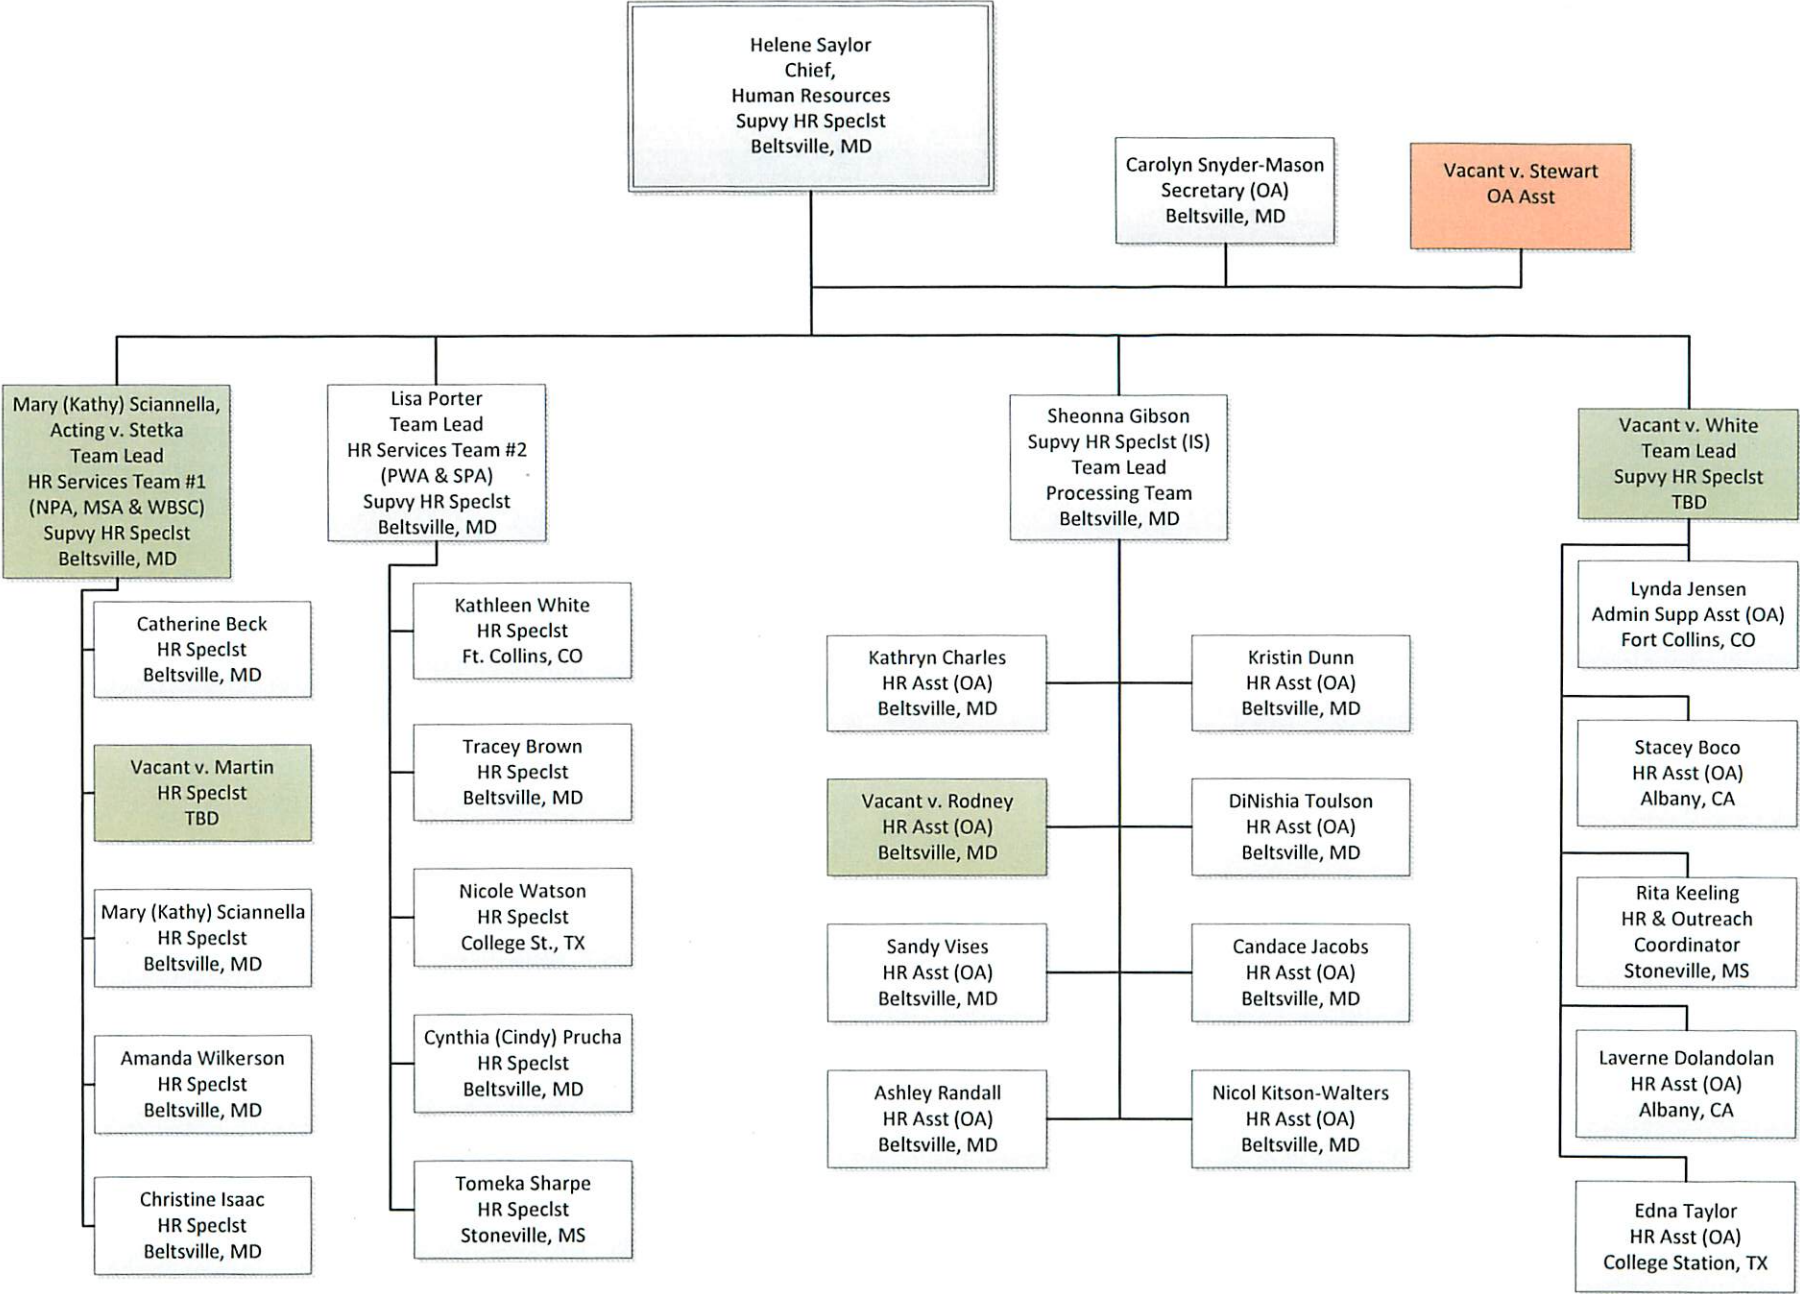 Helene Saylor
Chief,
Human Resources
Supvy HR Speclst
Beltsville, MD
Carolyn Snyder-Mason
Secretary (OA)
Beltsville, MD
Vacant v. Stewart
OA Asst
Mary (Kathy) Sciannella,
Acting v. Stetka
Team Lead
HR Services Team #1
(NPA, MSA & WBSC)
Supvy HR Speclst
Beltsville, MD
Catherine Beck
HR Speclst
Beltsville, MD
Vacant v. Martin
HR Speclst
TBD
Mary (Kathy) Sciannella
HR Speclst
Beltsville, MD
Amanda Wilkerson
HR Speclst
Beltsville, MD
Christine Isaac
HR Speclst
Beltsville, MD
Lisa Porter
Team Lead
HR Services Team #2
(PWA & SPA)
Supvy HR Speclst
Beltsville, MD
Kathleen White
HR Speclst
Ft. Collins, CO
Tracey Brown
HR Speclst
Beltsville, MD
Nicole Watson
HR Speclst
College St., TX
Cynthia (Cindy) Prucha
HR Speclst
Beltsville, MD
Tomeka Sharpe
HR Speclst
Stoneville, MS
Sheonna Gibson
Supvy HR Speclst (IS)
Team Lead
Processing Team
Beltsville, MD
Kathryn Charles
HR Asst (OA)
Beltsville, MD
Kristin Dunn
HR Asst (OA)
Beltsville, MD
Vacant v. Rodney
HR Asst (OA)
Beltsville, MD
DiNishia Toulson
HR Asst (OA)
Beltsville, MD
Sandy Vises
HR Asst (OA)
Beltsville, MD
Candace Jacobs
HR Asst (OA)
Beltsville, MD
Ashley Randall
HR Asst (OA)
Beltsville, MD
Nicol Kitson-Walters
HR Asst (OA)
Beltsville, MD
Vacant v. White
Team Lead
Supvy HR Speclst
TBD
Lynda Jensen
Admin Supp Asst (OA)
Fort Collins, CO
Stacey Boco
HR Asst (OA)
Albany, CA
Rita Keeling
HR & Outreach
Coordinator
Stoneville, MS
Laverne Dolandolan
HR Asst (OA)
Albany, CA
Edna Taylor
HR Asst (OA)
College Station, TX